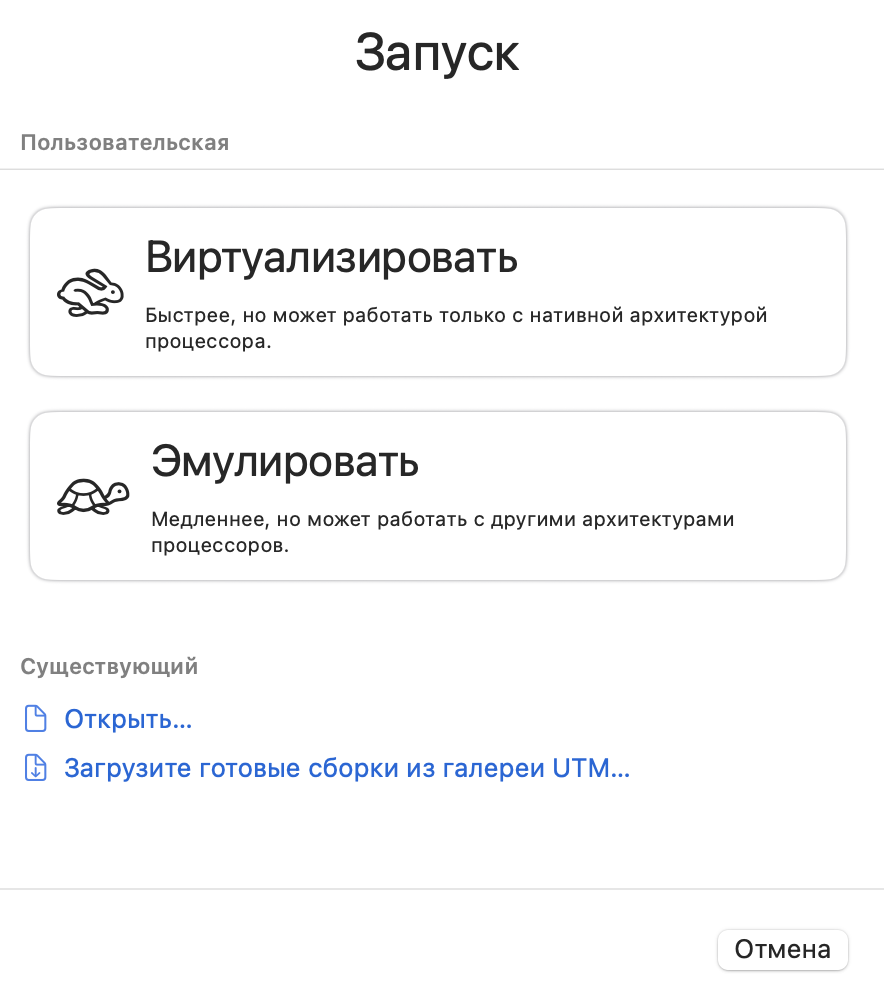 Запуск
Пользовательская
Виртуализировать
Быстрее, но может работать только с нативной архитектурой
процессора.
Эмулировать
Медленнее, но может работать с другими архитектурами
процессоров.
Существующий
Открыть...
Загрузите готовые сборки из галереи UTM...
Отмена